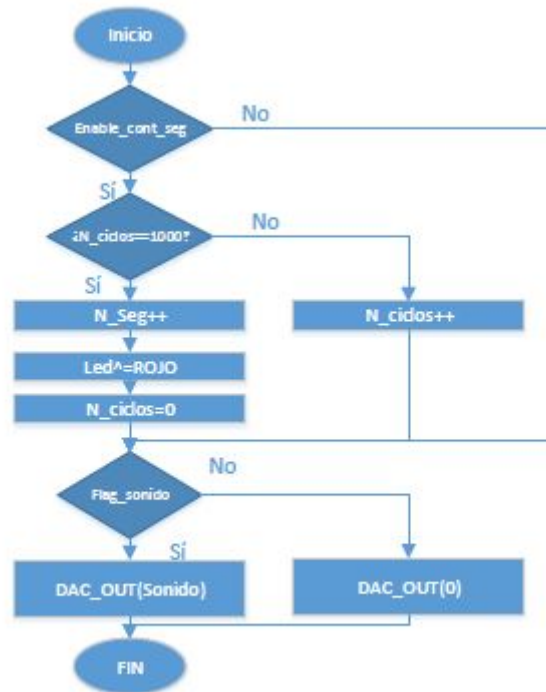 Inicio
Enable_cont_seg
No
Sí
¿N_ciclos==1000?
No
Sí
N_Seg++
N_ciclos++
Led^=ROJO
N_ciclos=0
No
Flag_sonido
Sí
DAC_OUT(Sonido)
DAC_OUT(0)
FIN